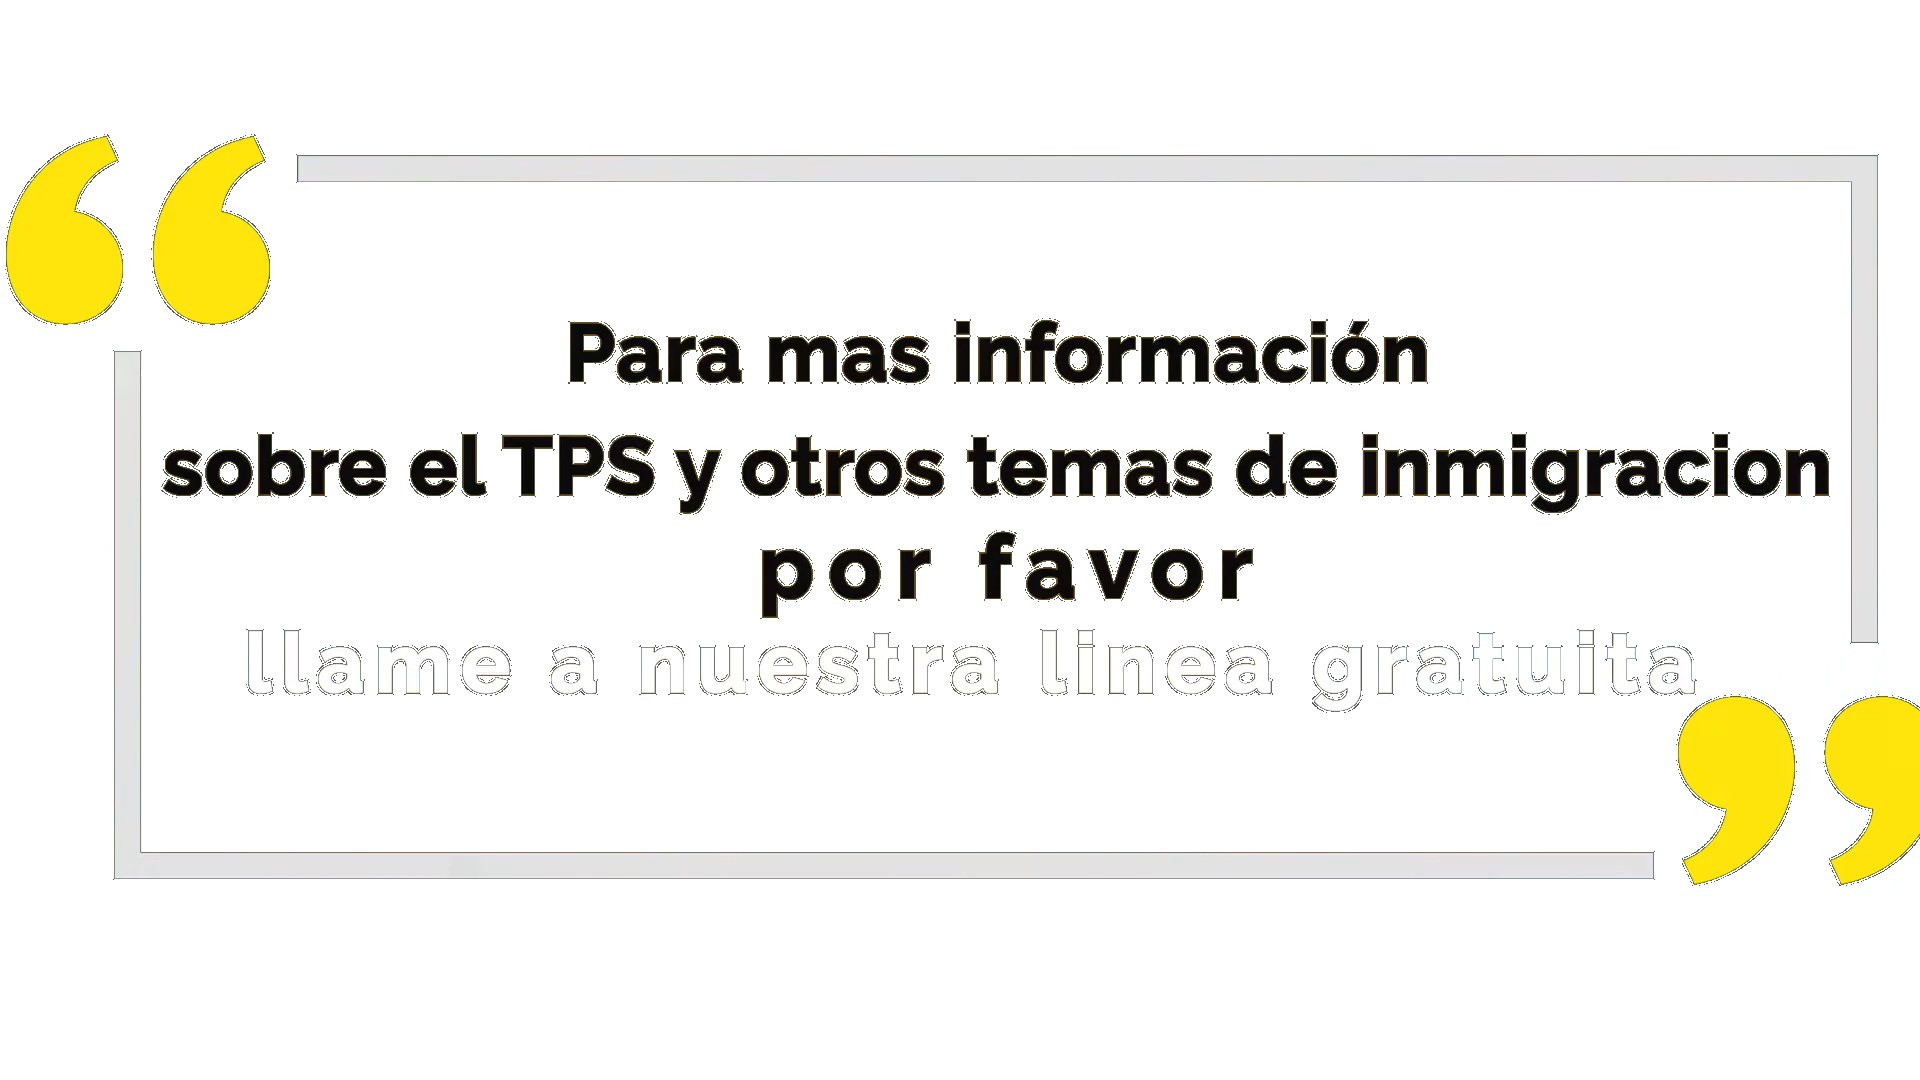 Para mas información
sobre el TPS y otros temas de inmigracion
por favor
llame a nuestra linea gratuita